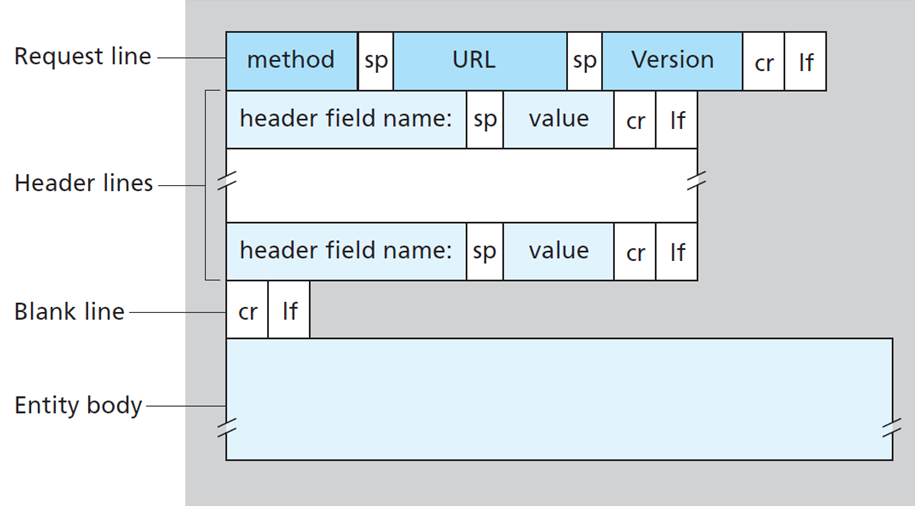 Request line method sp URL sp Version cr lf
header field name: sp value cr lf
Header lines
header field name: sp value cr lf
Blank line cr lf
Entity body